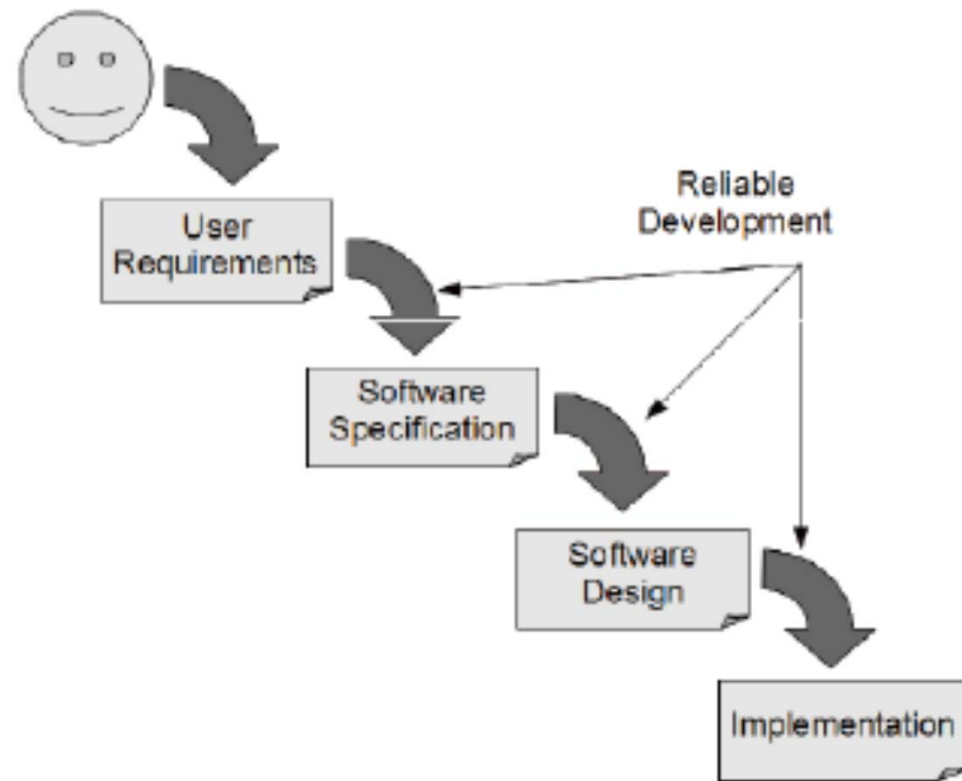 User
Requirements
Reliable
Development
Software
Specification
Software
Design
Implementation